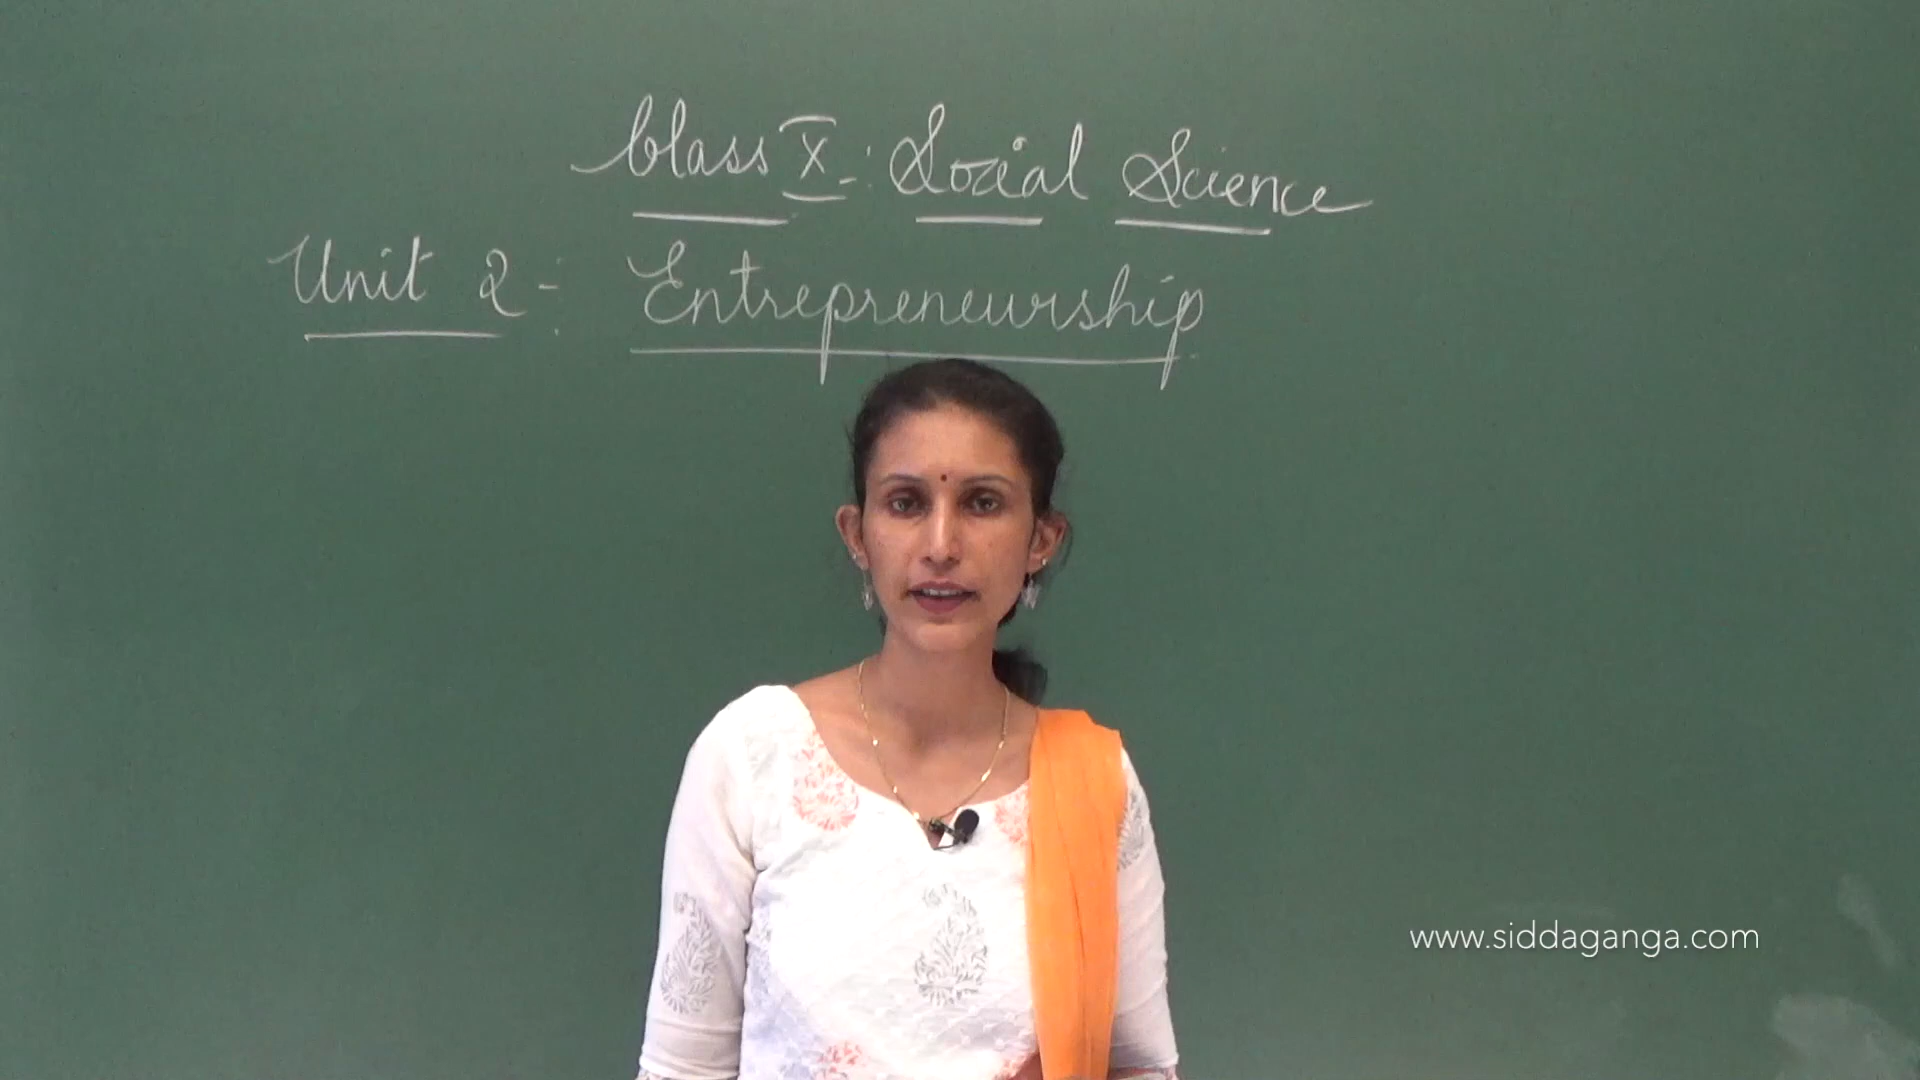 Class X : Social Science
Unit 2 : Entrepreneurship
www.siddaganga.com